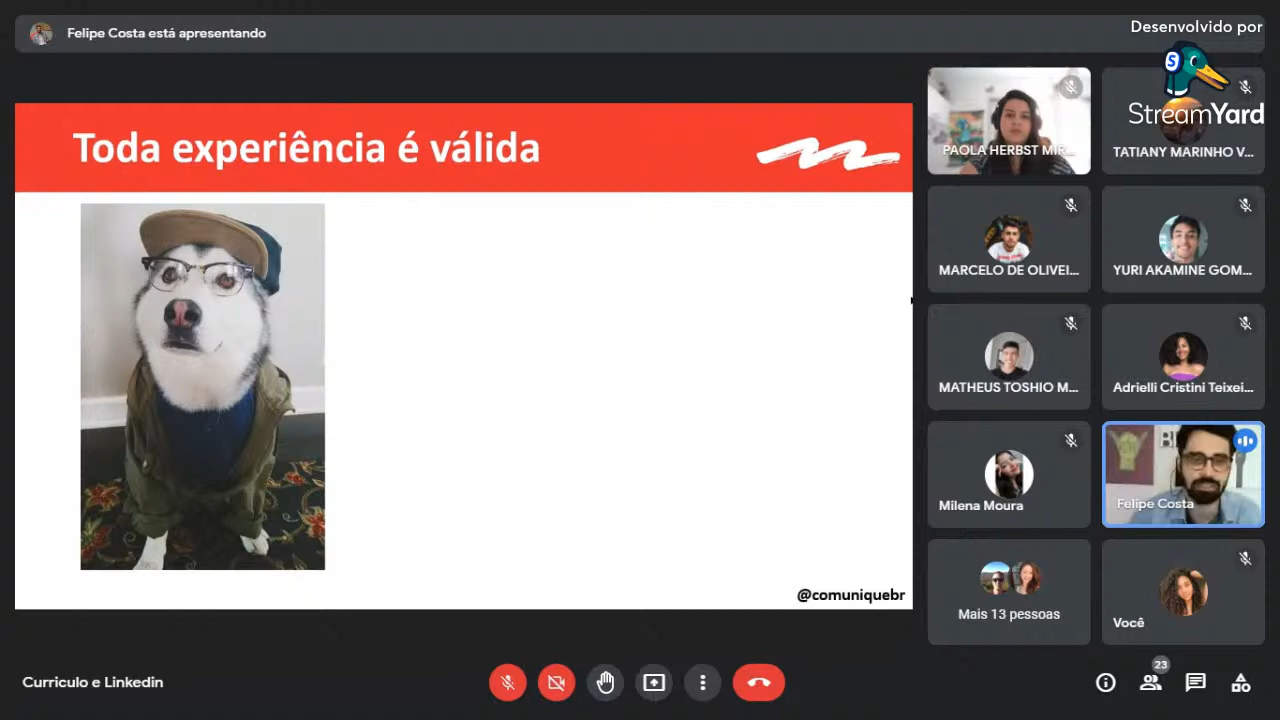 Felipe Costa está apresentando
Desenvolvido por
StreamYard
Toda experiência é válida
@comuniquebr
PAOLA HERBST MIR...
TATIANY MARINHO V...
MARCELO DE OLIVEI...
YURI AKAMINE GOM...
MATHEUS TOSHIO M...
Adrielli Cristini Teixei...
Milena Moura
Felipe Costa
Mais 13 pessoas
Você
Curriculo e Linkedin
23